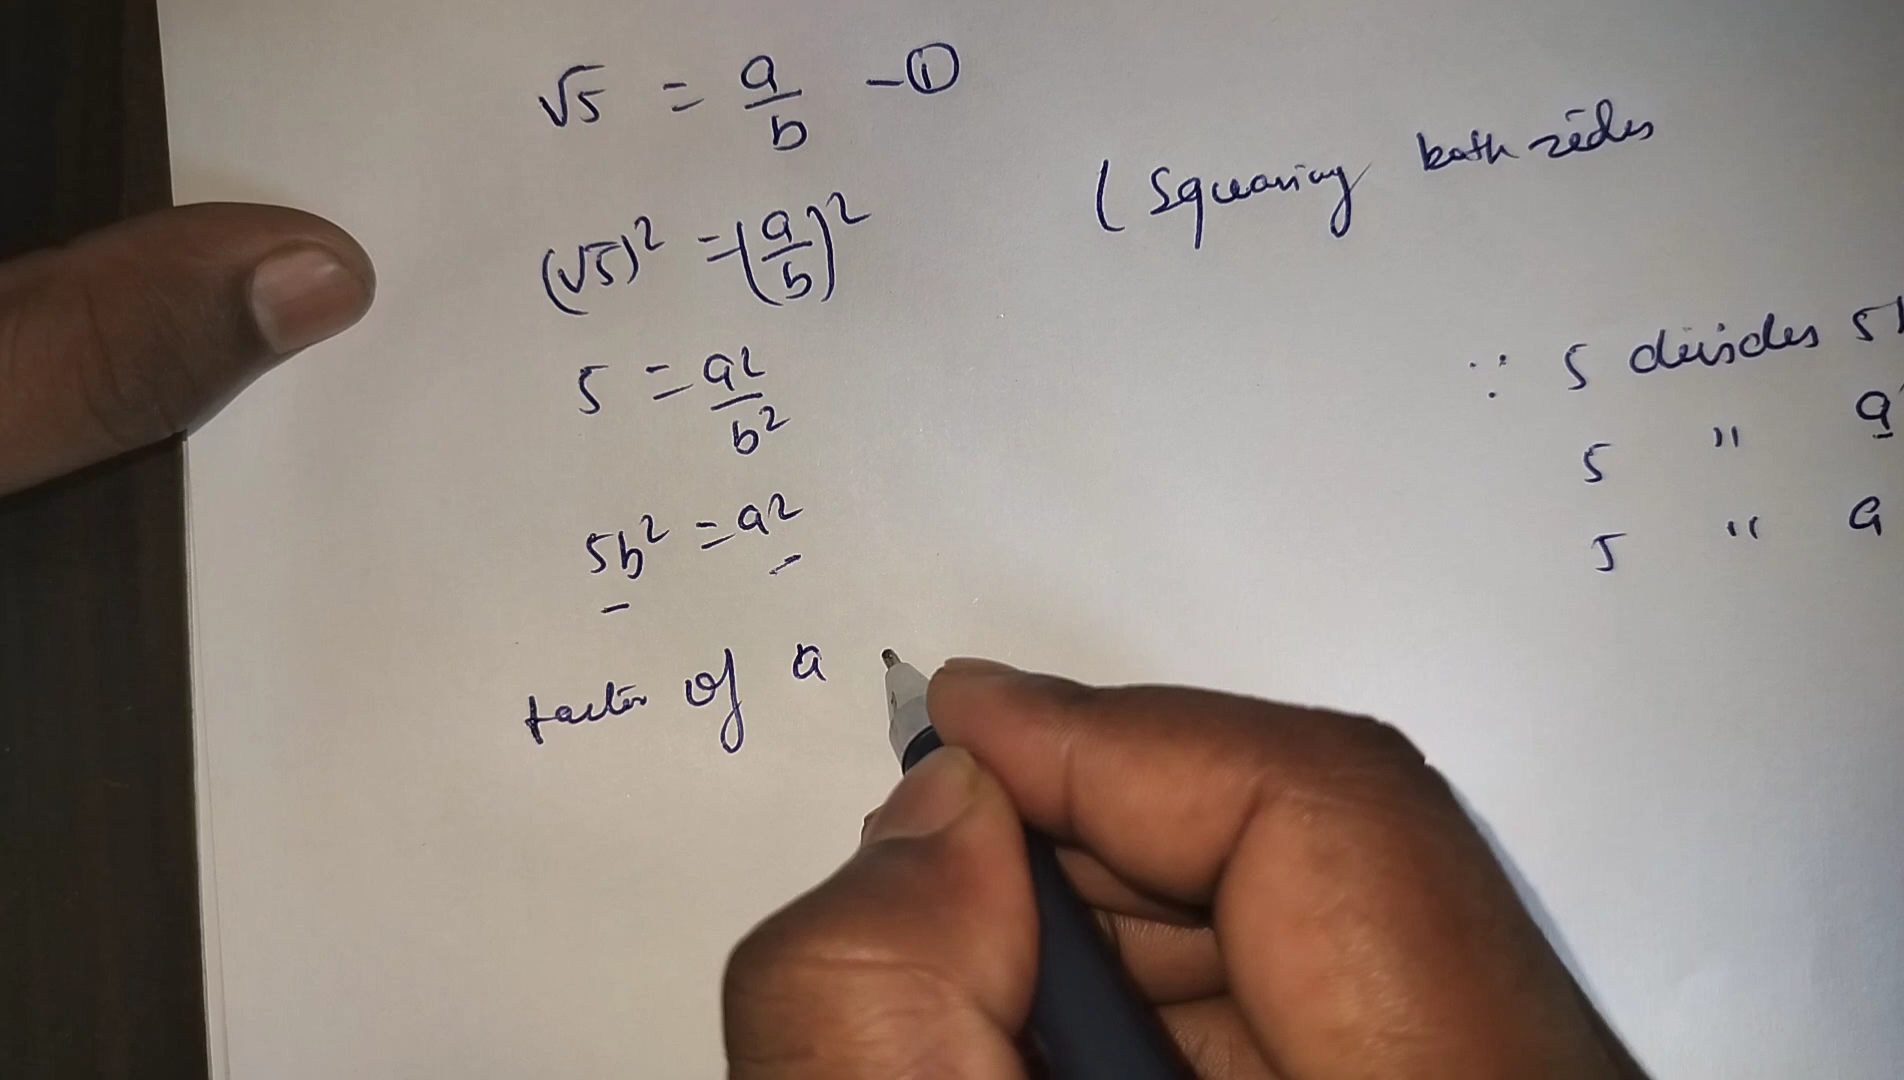 √5 = a/b - ①
(√5)² = (a/b)² ( Squaring both sides
5 = a²/b² ∵ 5 divides 5
5 " a
5b² = a² 5 " a
factor of a